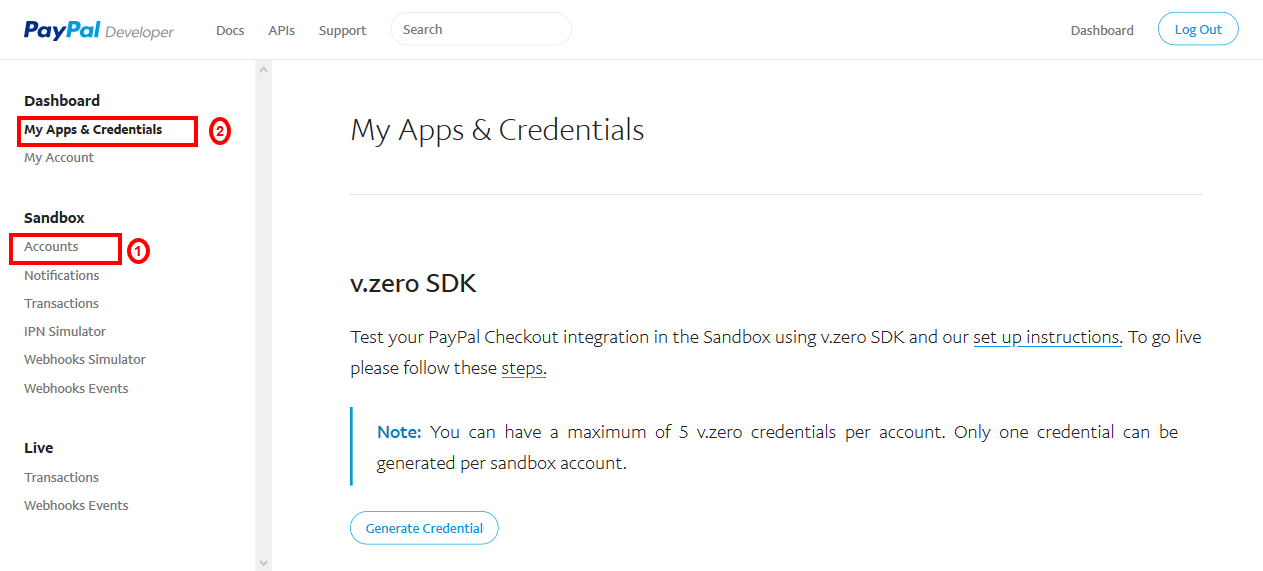 PayPal Developer
Docs APIs Support Search Dashboard Log Out
Dashboard
My Apps & Credentials 2
My Account
Sandbox
Accounts 1
Notifications
Transactions
IPN Simulator
Webhooks Simulator
Webhooks Events
Live
Transactions
Webhooks Events
My Apps & Credentials
v.zero SDK
Test your PayPal Checkout integration in the Sandbox using v.zero SDK and our set up instructions. To go live
please follow these steps.
Note: You can have a maximum of 5 v.zero credentials per account. Only one credential can be
generated per sandbox account.
Generate Credential